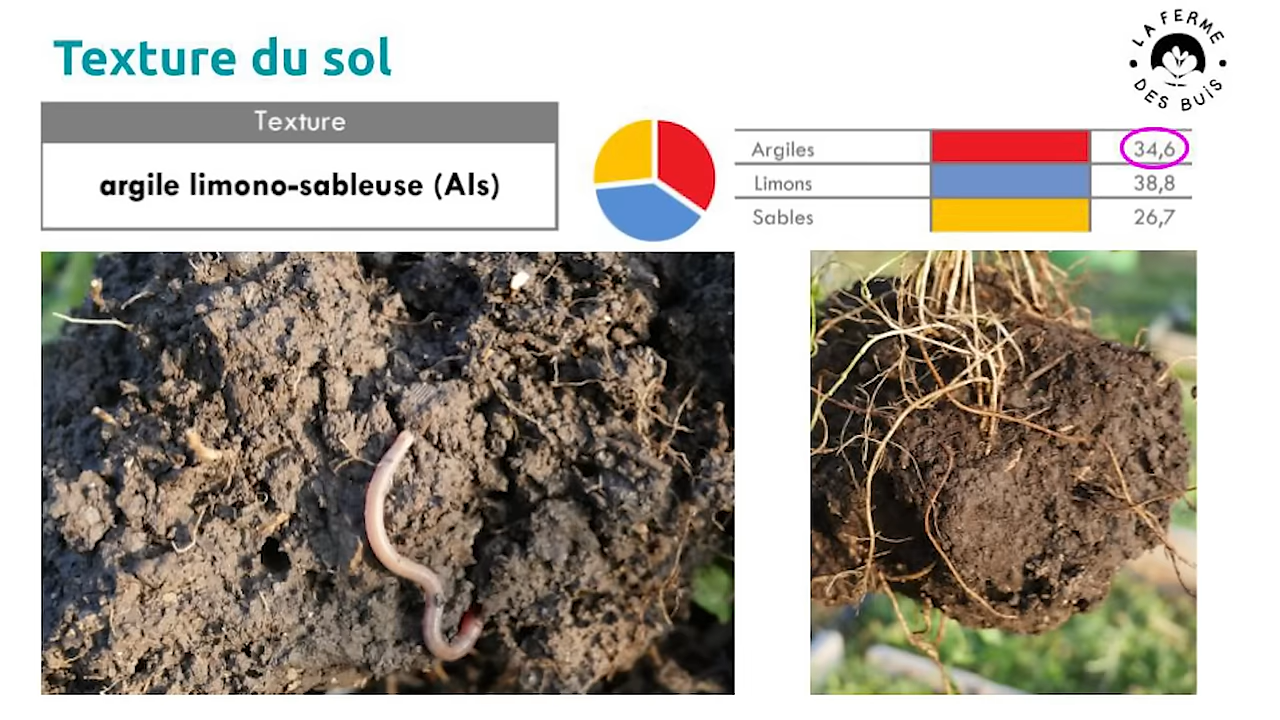 Texture du sol
LA FERME
DES BUIS
Texture
argile limono-sableuse (Als)
Argiles 34,6
Limons 38,8
Sables 26,7